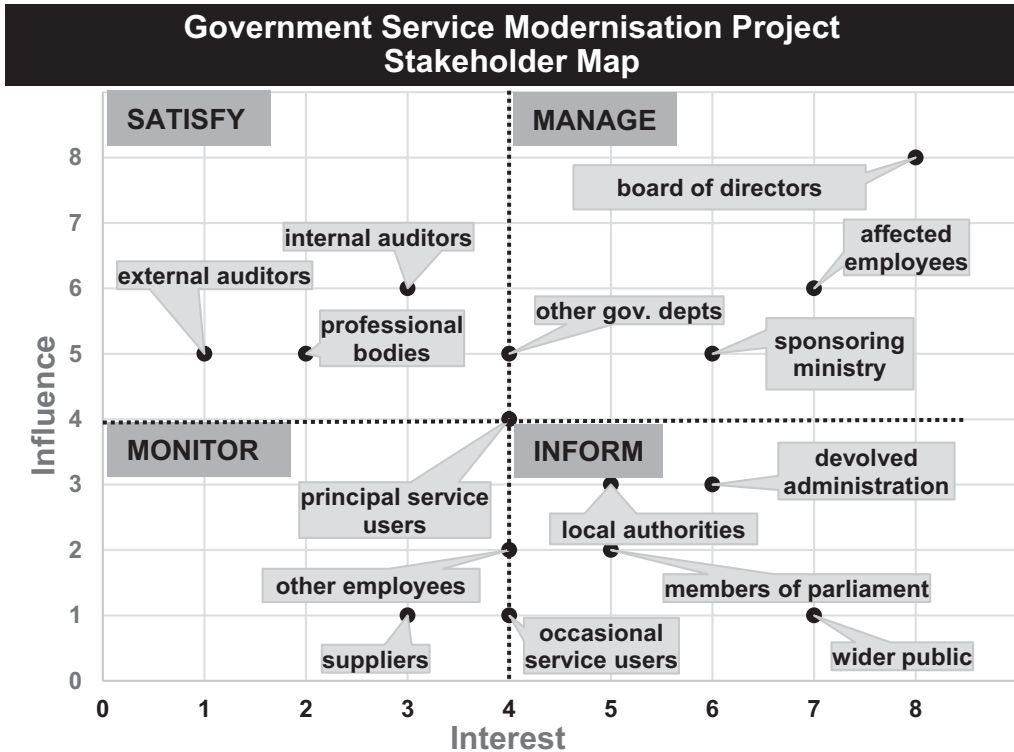 Government Service Modernisation Project
Stakeholder Map
SATISFY
MANAGE
board of directors
affected
employees
internal auditors
external auditors
other gov. depts
professional
bodies
sponsoring
ministry
MONITOR
INFORM
devolved
administration
principal service
users
local authorities
other employees
members of parliament
occasional
service users
suppliers
wider public
Influence
8
7
6
5
4
3
2
1
0
0 1 2 3 4 5 6 7 8
Interest